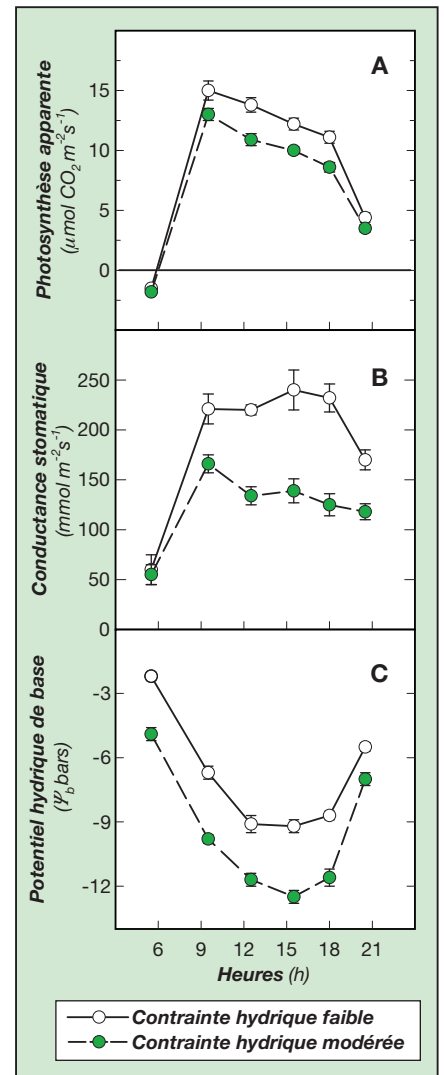 A
Photosynthèse apparente
(µmol CO₂ m⁻²s⁻¹)
15
10
5
0
B
Conductance stomatique
(mmol m⁻²s⁻¹)
250
200
150
100
50
0
C
Potentiel hydrique de base
(Ψb bars)
-3
-6
-9
-12
6 9 12 15 18 21
Heures (h)
Contrainte hydrique faible
Contrainte hydrique modérée